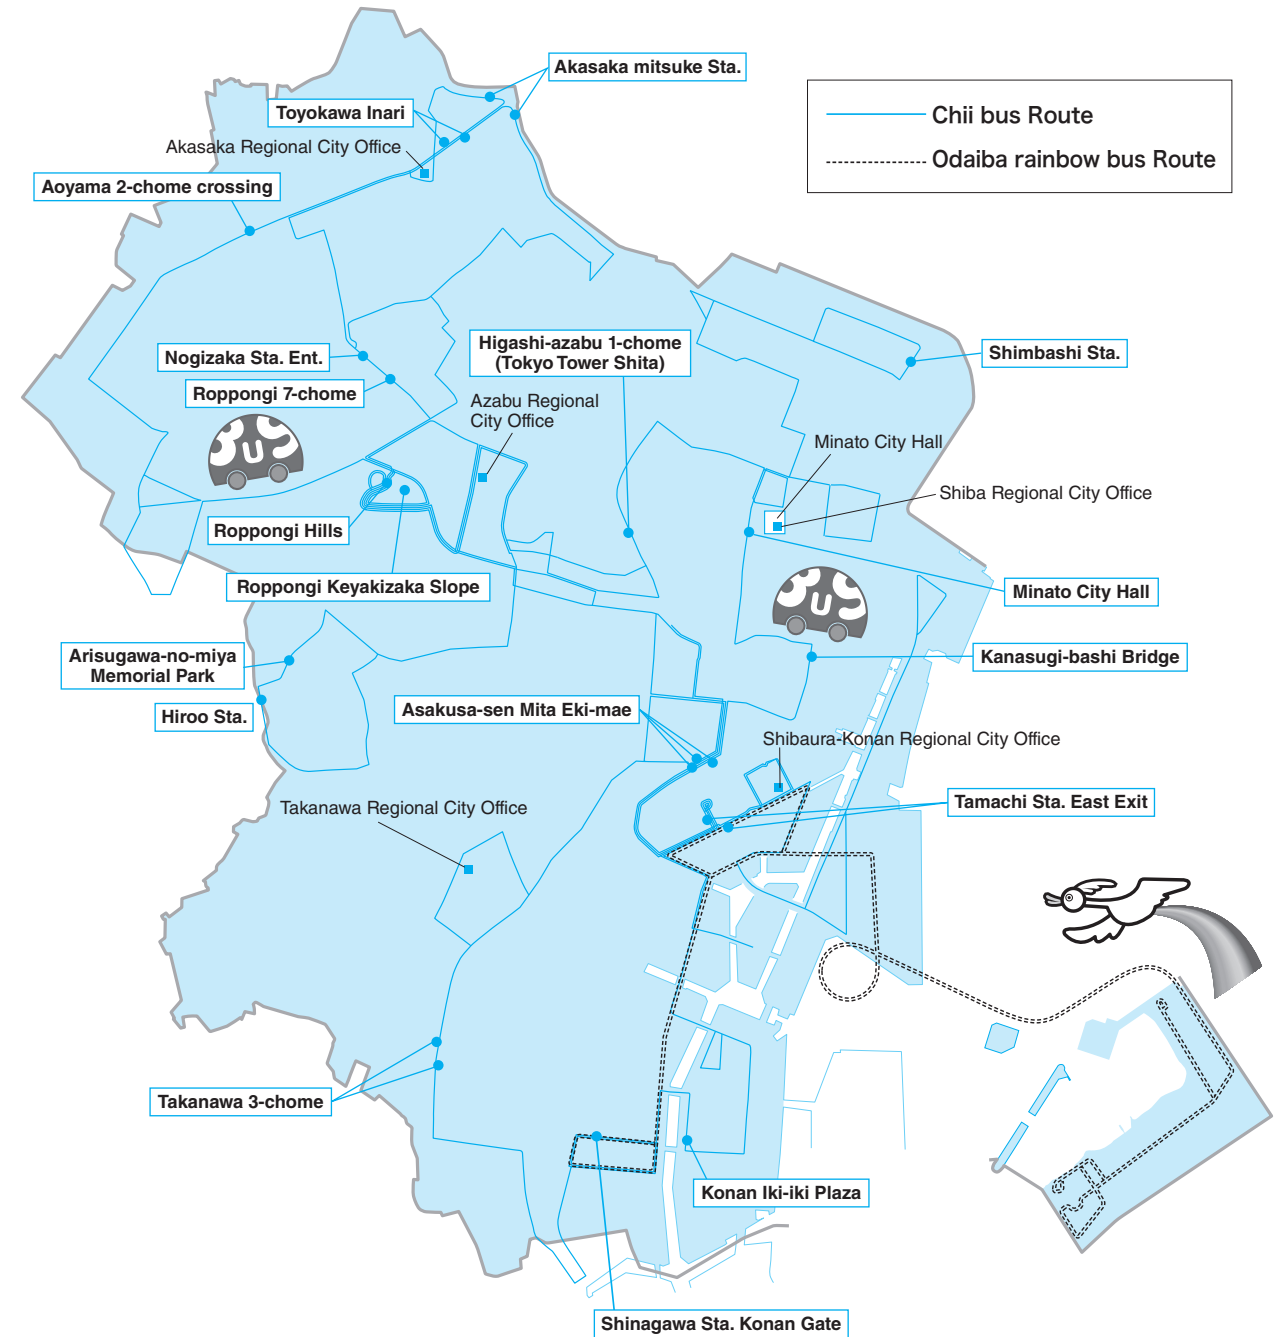 Akasaka mitsuke Sta.
Toyokawa Inari
Akasaka Regional City Office
Aoyama 2-chome crossing
Chii bus Route
Odaiba rainbow bus Route
Nogizaka Sta. Ent.
Roppongi 7-chome
Higashi-azabu 1-chome
(Tokyo Tower Shita)
Shimbashi Sta.
Azabu Regional
City Office
BUS
Minato City Hall
Shiba Regional City Office
Roppongi Hills
Roppongi Keyakizaka Slope
BUS
Minato City Hall
Arisugawa-no-miya
Memorial Park
Kanasugi-bashi Bridge
Hiroo Sta.
Asakusa-sen Mita Eki-mae
Shibaura-Konan Regional City Office
Takanawa Regional City Office
Tamachi Sta. East Exit
Takanawa 3-chome
Konan Iki-iki Plaza
Shinagawa Sta. Konan Gate